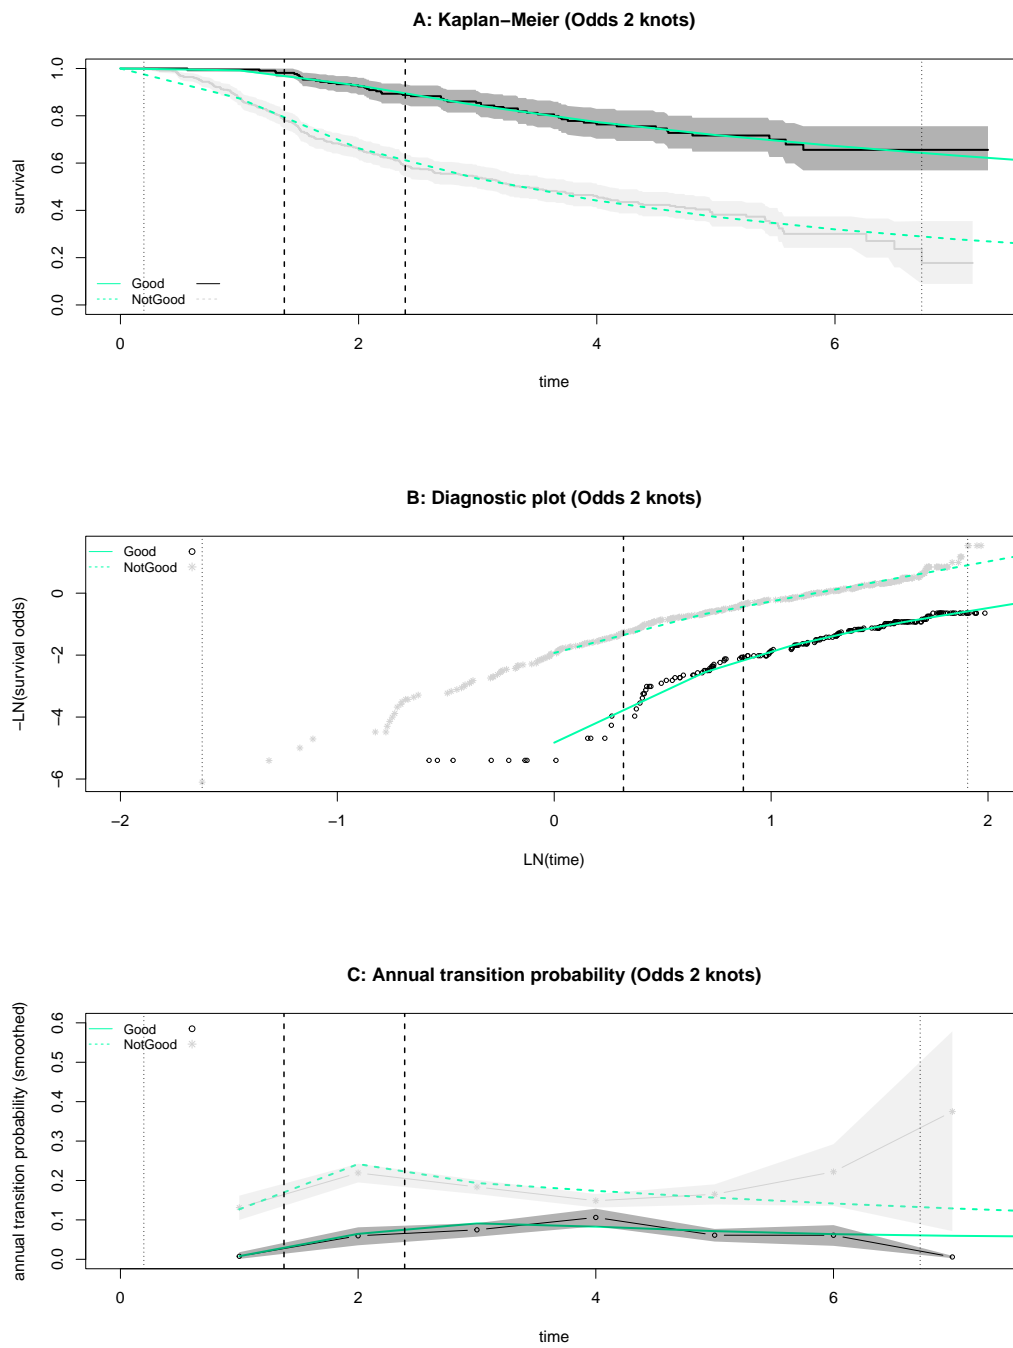 A: Kaplan−Meier (Odds 2 knots)
survival
1.0
0.8
0.6
0.4
0.2
0.0
Good
NotGood
0 2 4 6
time
B: Diagnostic plot (Odds 2 knots)
−LN(survival odds)
Good
NotGood
0
−2
−4
−6
−2 −1 0 1 2
LN(time)
C: Annual transition probability (Odds 2 knots)
annual transition probability (smoothed)
Good
NotGood
0.6
0.5
0.4
0.3
0.2
0.1
0.0
0 2 4 6
time